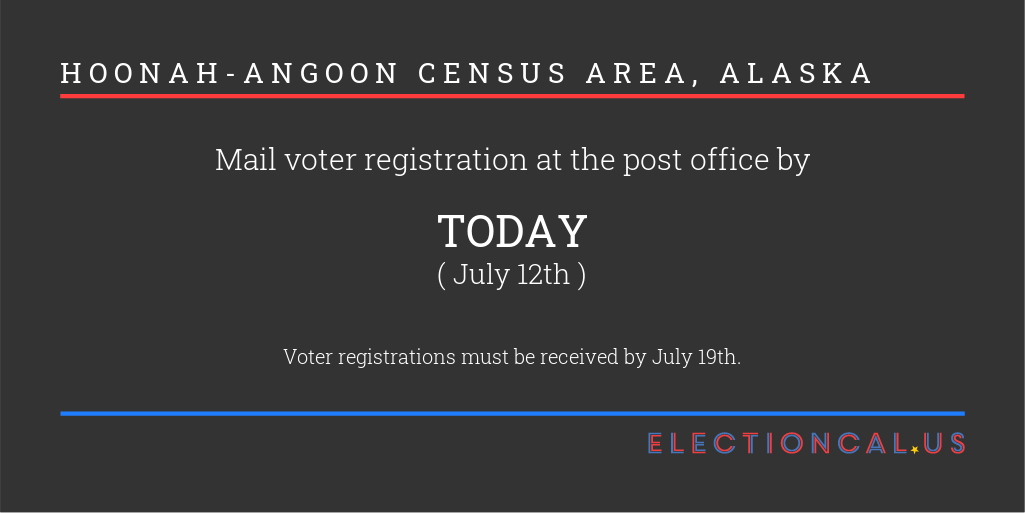 HOONAH-ANGOON CENSUS AREA, ALASKA
Mail voter registration at the post office by
TODAY
( July 12th )
Voter registrations must be received by July 19th.
ELECTIONCAL.US